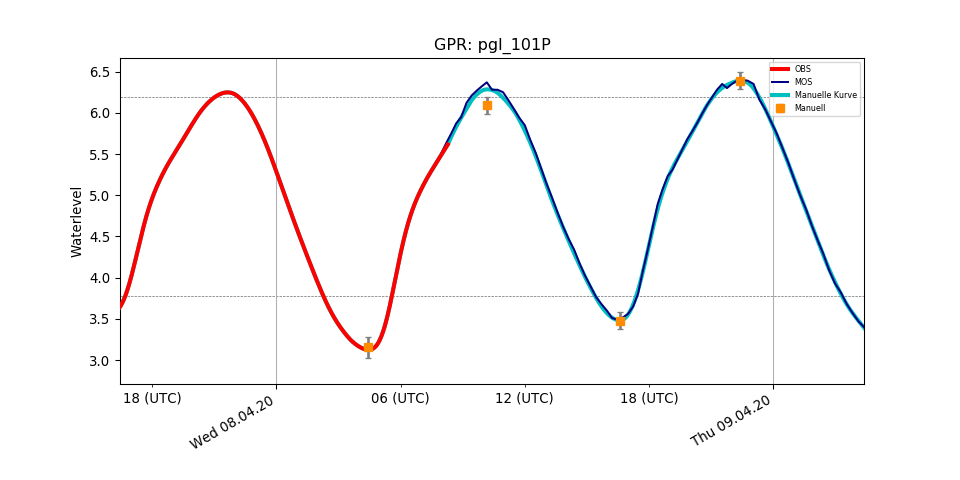 GPR: pgl_101P
6.5
6.0
5.5
5.0
4.5
4.0
3.5
3.0
Waterlevel
OBS
MOS
Manuelle Kurve
Manuell
18 (UTC)
06 (UTC)
12 (UTC)
18 (UTC)
Wed 08.04.20
Thu 09.04.20